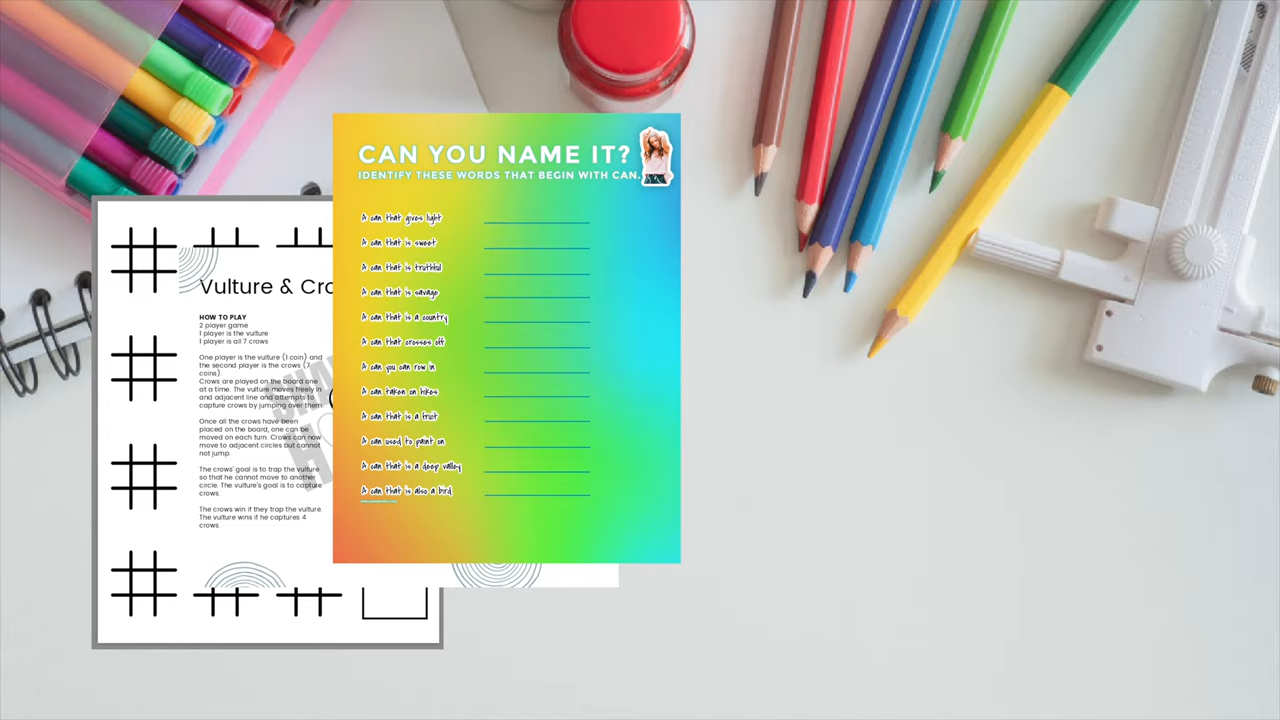 CAN YOU NAME IT?
IDENTIFY THESE WORDS THAT BEGIN WITH CAN.
A can that gives light
A can that is sweet
A can that is truthful
A can that is savage
A can that is a country
A can that crosses off
A can you can row in
A can taken on hikes
A can that is a fruit
A can used to paint on
A can that is a deep valley
A can that is also a bird
Vulture & Cro
HOW TO PLAY
2 player game
1 player is the vulture
1 player is all 7 crows
One player is the vulture (1 coin) and
the second player is the crows (7
coins).
Crows are played on the board one
at a time. The vulture moves freely in
and adjacent line and attempts to
capture crows by jumping over them
Once all the crows have been
placed on the board, one can be
moved on each turn. Crows can now
move to adjacent circles but cannot
not jump.
The crows' goal is to trap the vulture
so that he cannot move to another
circle. The vulture's goal is to capture
crows.
The crows win if they trap the vulture.
The vulture wins if he captures 4
crows.